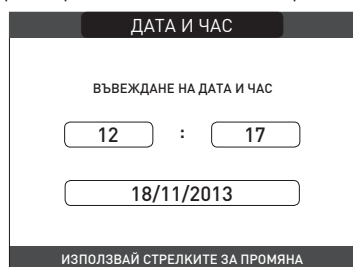 ДАТА И ЧАС
ВЪВЕЖДАНЕ НА ДАТА И ЧАС
12 : 17
18/11/2013
ИЗПОЛЗВАЙ СТРЕЛКИТЕ ЗА ПРОМЯНА